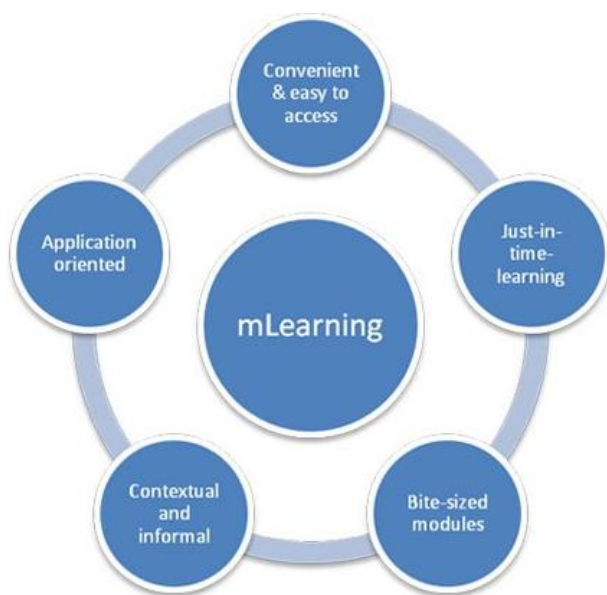 Convenient
& easy to
access
Just-in-
time-
learning
Bite-sized
modules
Contextual
and
informal
Application
oriented
mLearning